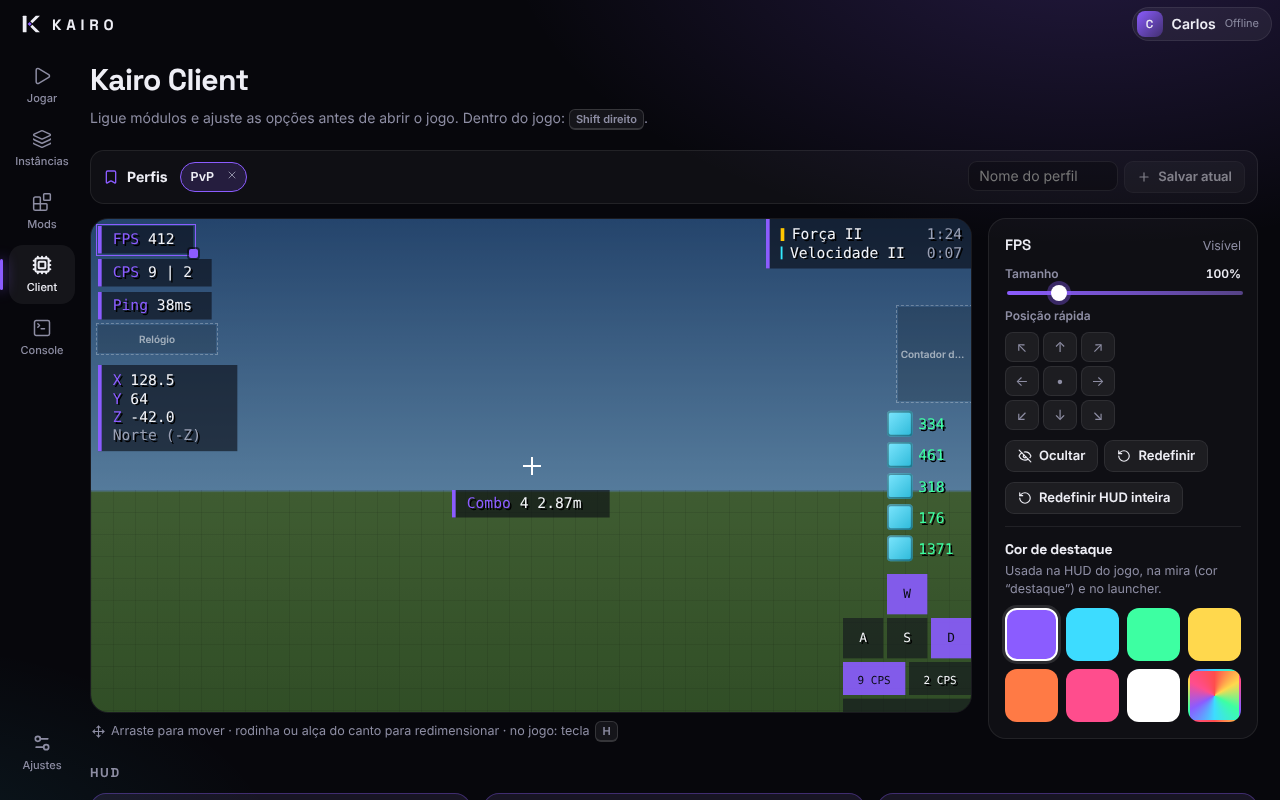 KAIRO
C Carlos Offline
Jogar
Instâncias
Mods
Client
Console
Ajustes
Kairo Client
Ligue módulos e ajuste as opções antes de abrir o jogo. Dentro do jogo: Shift direito.
Perfis PvP
Nome do perfil
Salvar atual
FPS 412
CPS 9 | 2
Ping 38ms
Relógio
X 128.5
Y 64
Z -42.0
Norte (-Z)
Força II 1:24
Velocidade II 0:07
Contador d...
334
461
318
176
1371
Combo 4 2.87m
W
A S D
9 CPS 2 CPS
Arraste para mover · rodinha ou alça do canto para redimensionar · no jogo: tecla H
FPS Visível
Tamanho 100%
Posição rápida
Ocultar
Redefinir
Redefinir HUD inteira
Cor de destaque
Usada na HUD do jogo, na mira (cor
“destaque”) e no launcher.
HUD